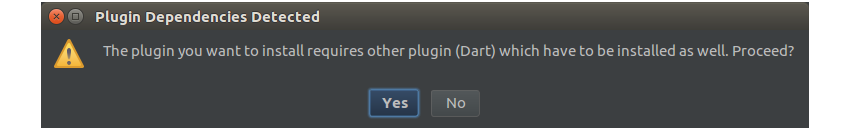 Plugin Dependencies Detected
The plugin you want to install requires other plugin (Dart) which have to be installed as well. Proceed?
Yes No